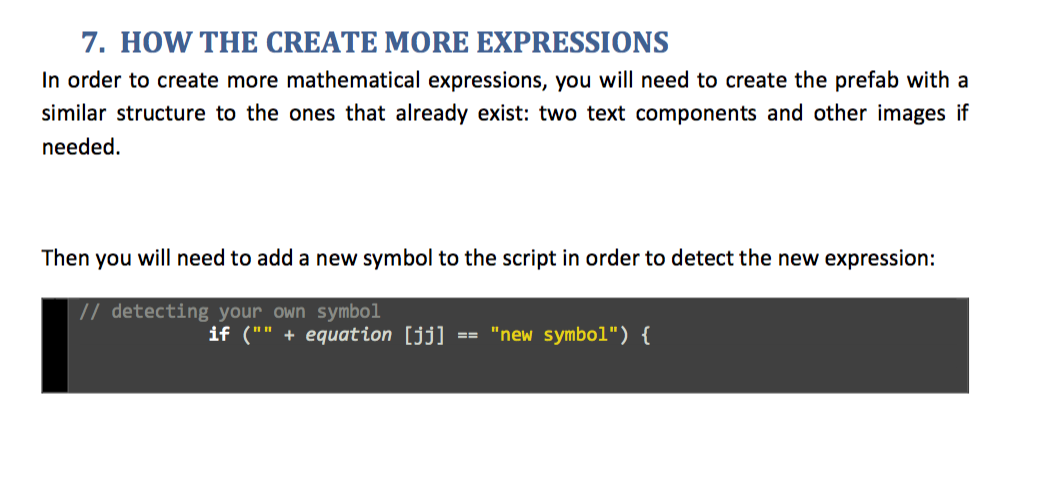 7. HOW THE CREATE MORE EXPRESSIONS
In order to create more mathematical expressions, you will need to create the prefab with a
similar structure to the ones that already exist: two text components and other images if
needed.
Then you will need to add a new symbol to the script in order to detect the new expression:
// detecting your own symbol
if ("" + equation [jj] == "new symbol") {